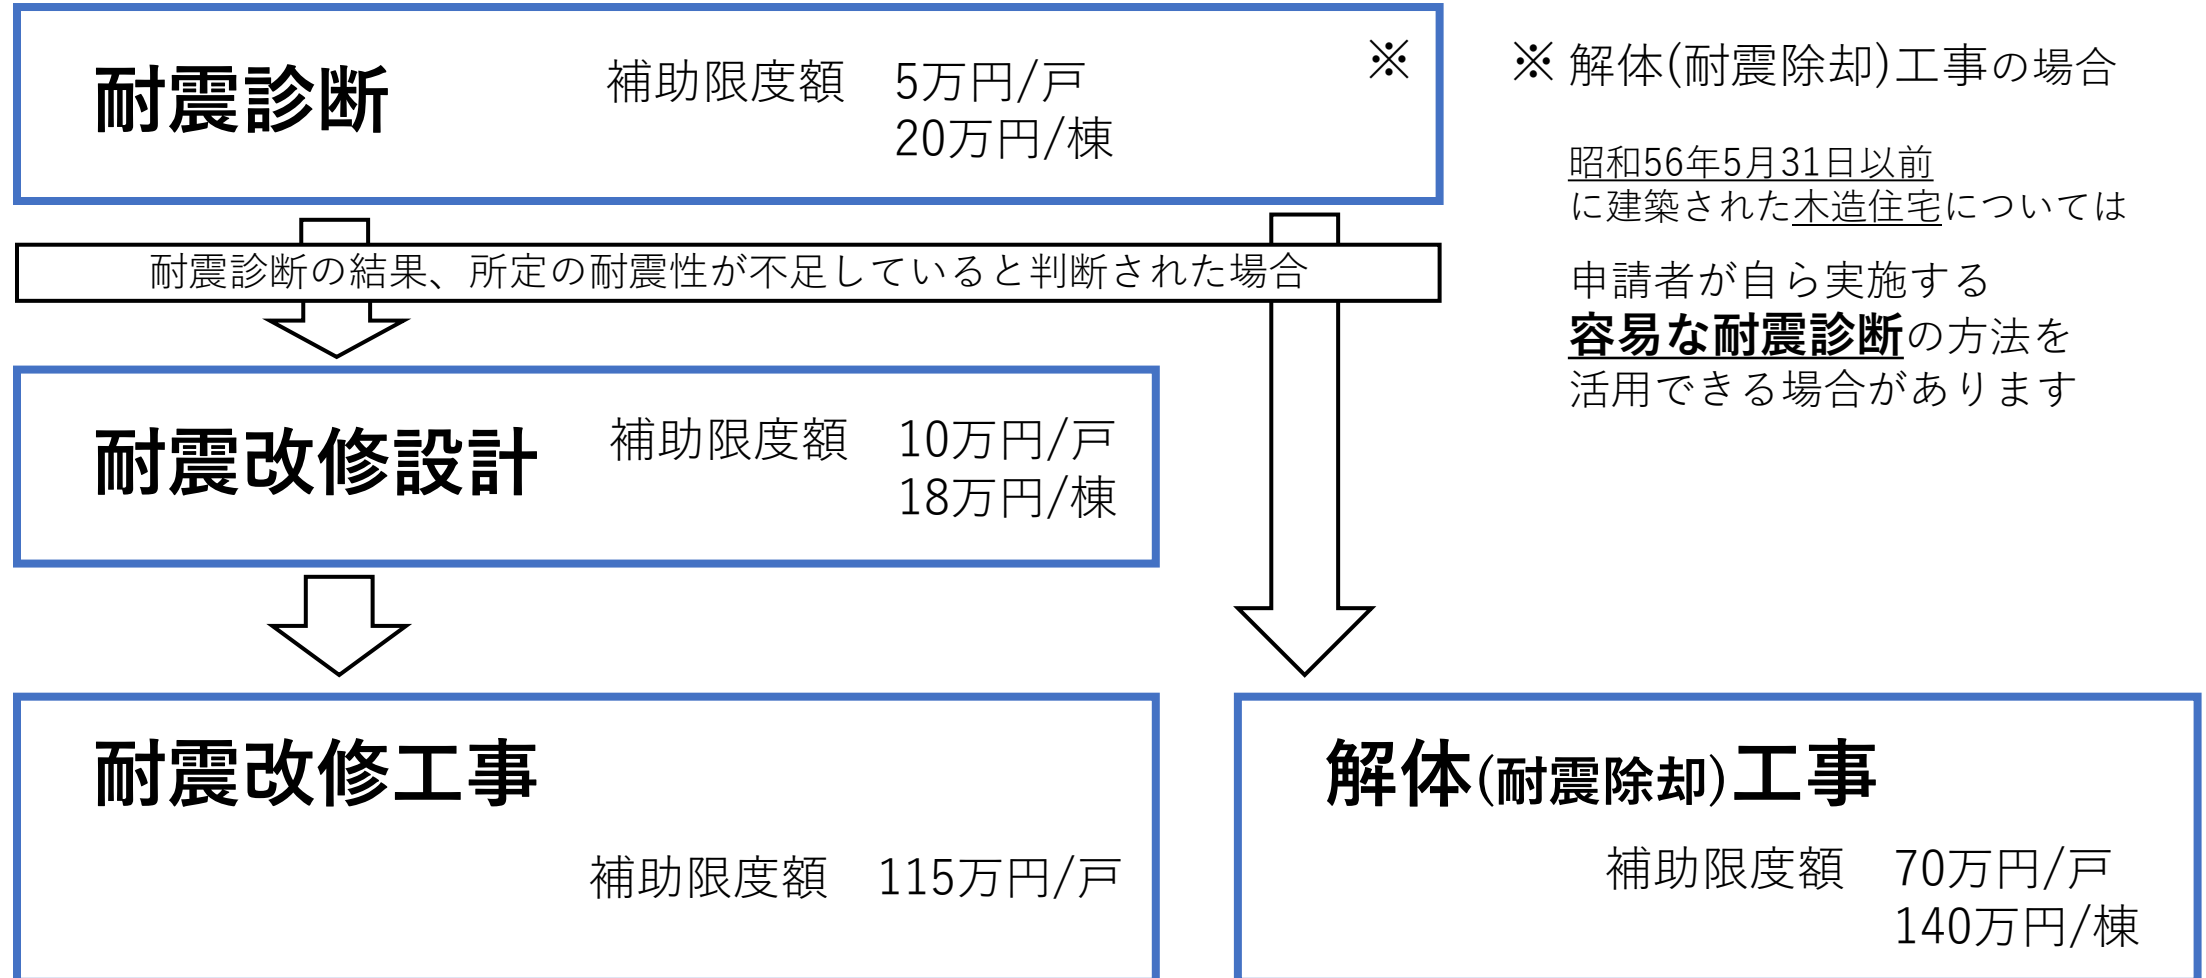 耐震診断 補助限度額 5万円/戸 ※
20万円/棟
※ 解体(耐震除却)工事の場合
昭和56年5月31日以前
に建築された木造住宅については
申請者が自ら実施する
容易な耐震診断の方法を
活用できる場合があります
耐震診断の結果、所定の耐震性が不足していると判断された場合
耐震改修設計 補助限度額 10万円/戸
18万円/棟
耐震改修工事
補助限度額 115万円/戸
解体(耐震除却)工事
補助限度額 70万円/戸
140万円/棟